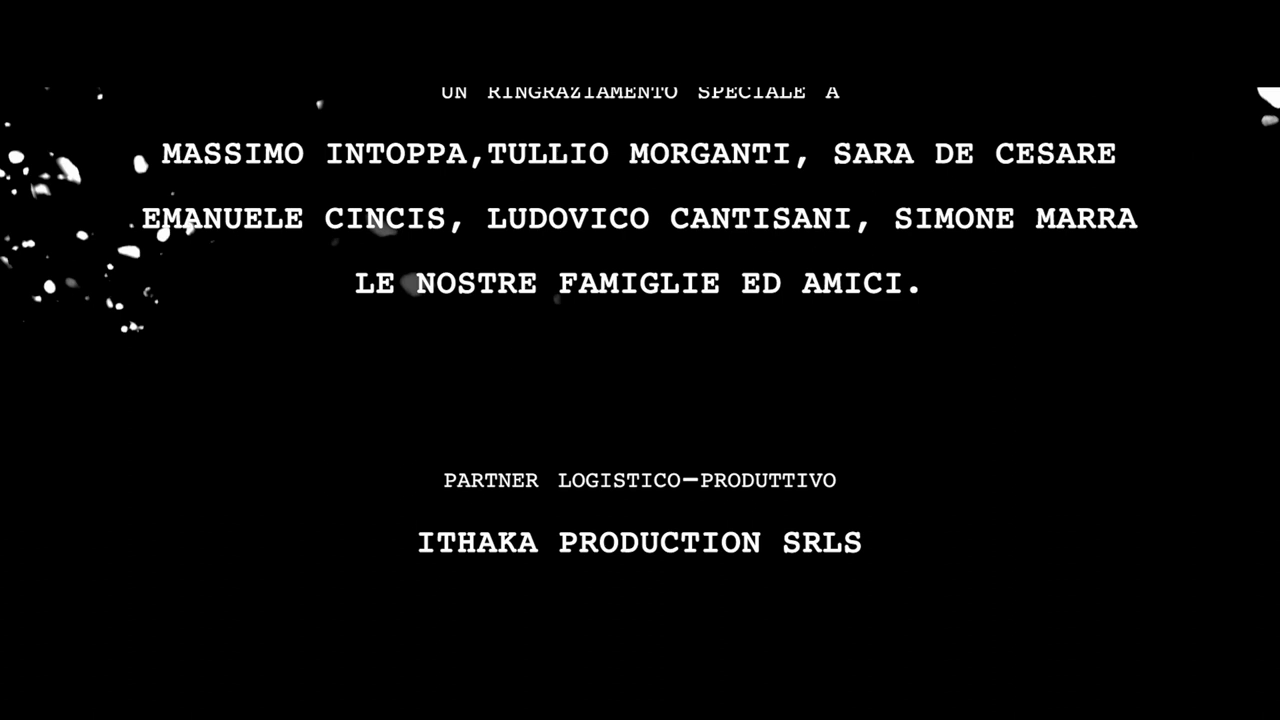 UN RINGRAZIAMENTO SPECIALE A
MASSIMO INTOPPA,TULLIO MORGANTI, SARA DE CESARE
EMANUELE CINCIS, LUDOVICO CANTISANI, SIMONE MARRA
LE NOSTRE FAMIGLIE ED AMICI.
PARTNER LOGISTICO–PRODUTTIVO
ITHAKA PRODUCTION SRLS